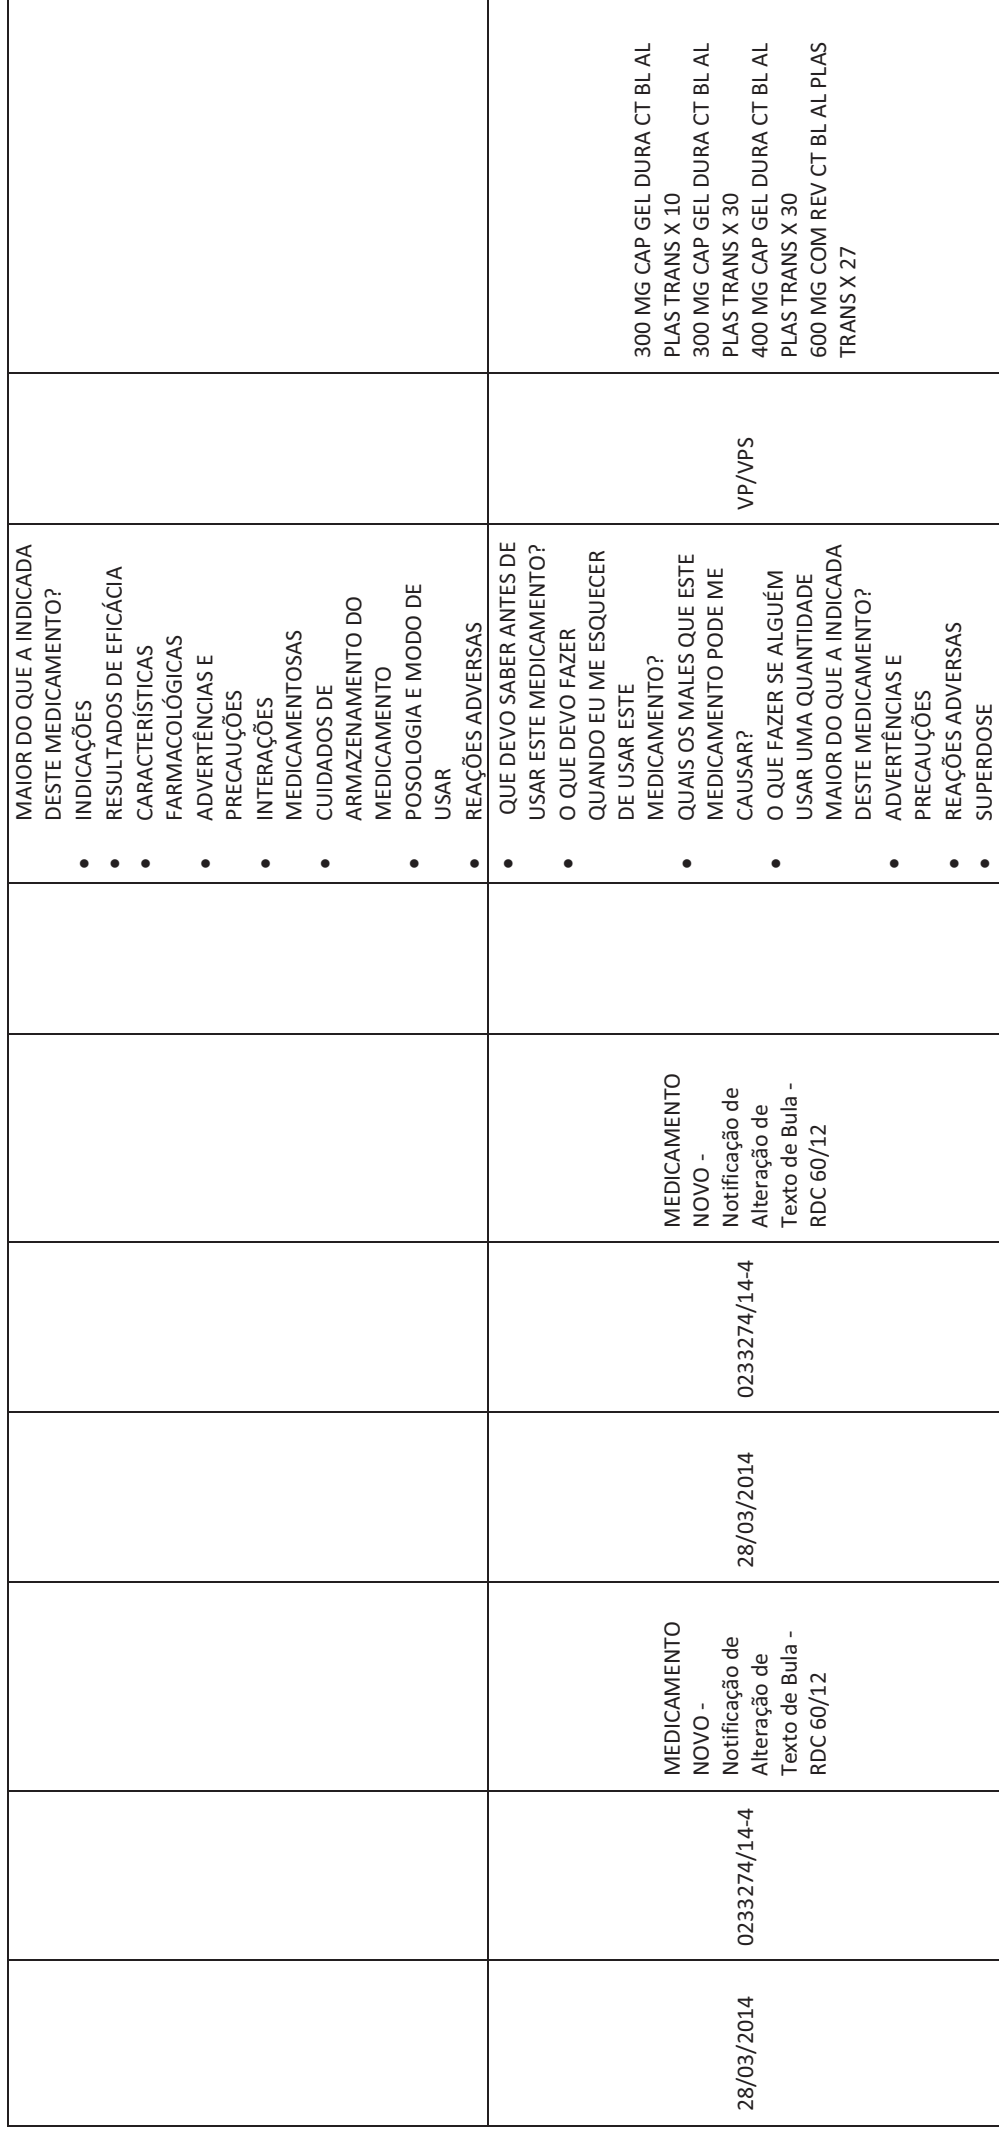 MAIOR DO QUE A INDICADA
DESTE MEDICAMENTO?
• INDICAÇÕES
• RESULTADOS DE EFICÁCIA
• CARACTERÍSTICAS
FARMACOLÓGICAS
• ADVERTÊNCIAS E
PRECAUÇÕES
• INTERAÇÕES
MEDICAMENTOSAS
• CUIDADOS DE
ARMAZENAMENTO DO
MEDICAMENTO
• POSOLOGIA E MODO DE
USAR
• REAÇÕES ADVERSAS
28/03/2014
0233274/14-4
MEDICAMENTO
NOVO -
Notificação de
Alteração de
Texto de Bula -
RDC 60/12
28/03/2014
0233274/14-4
MEDICAMENTO
NOVO -
Notificação de
Alteração de
Texto de Bula -
RDC 60/12
• QUE DEVO SABER ANTES DE
USAR ESTE MEDICAMENTO?
• O QUE DEVO FAZER
QUANDO EU ME ESQUECER
DE USAR ESTE
MEDICAMENTO?
• QUAIS OS MALES QUE ESTE
MEDICAMENTO PODE ME
CAUSAR?
• O QUE FAZER SE ALGUÉM
USAR UMA QUANTIDADE
MAIOR DO QUE A INDICADA
DESTE MEDICAMENTO?
• ADVERTÊNCIAS E
PRECAUÇÕES
• REAÇÕES ADVERSAS
• SUPERDOSE
VP/VPS
300 MG CAP GEL DURA CT BL AL
PLAS TRANS X 10
300 MG CAP GEL DURA CT BL AL
PLAS TRANS X 30
400 MG CAP GEL DURA CT BL AL
PLAS TRANS X 30
600 MG COM REV CT BL AL PLAS
TRANS X 27